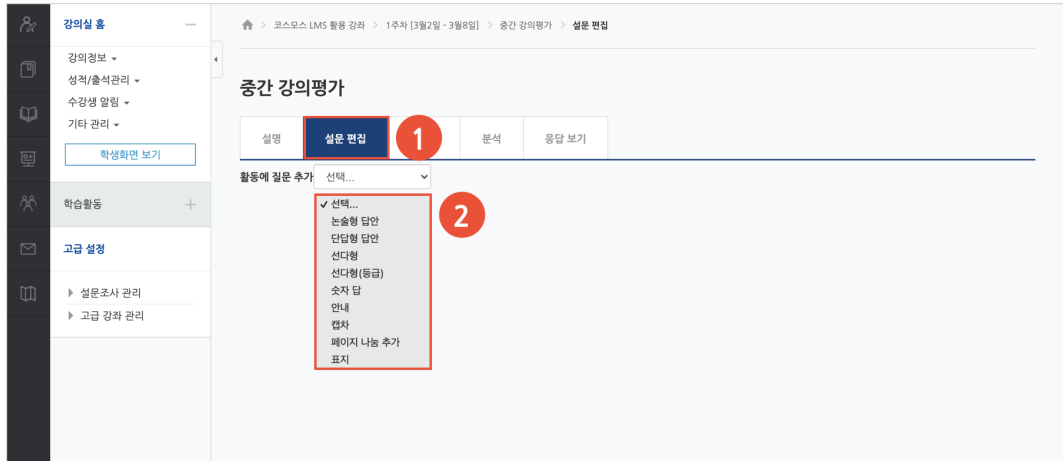 강의실 홈
강의정보
성적/출석관리
수강생 알림
기타 관리
학생화면 보기
학습활동
고급 설정
설문조사 관리
고급 강좌 관리
코스모스 LMS 활용 강좌 > 1주차 [3월2일 - 3월8일] > 중간 강의평가 > 설문 편집
중간 강의평가
설명 설문 편집 1 분석 응답 보기
활동에 질문 추가 선택...
✓ 선택...
2
논술형 답안
단답형 답안
선다형
선다형(등급)
숫자 답
안내
캡차
페이지 나눔 추가
표지